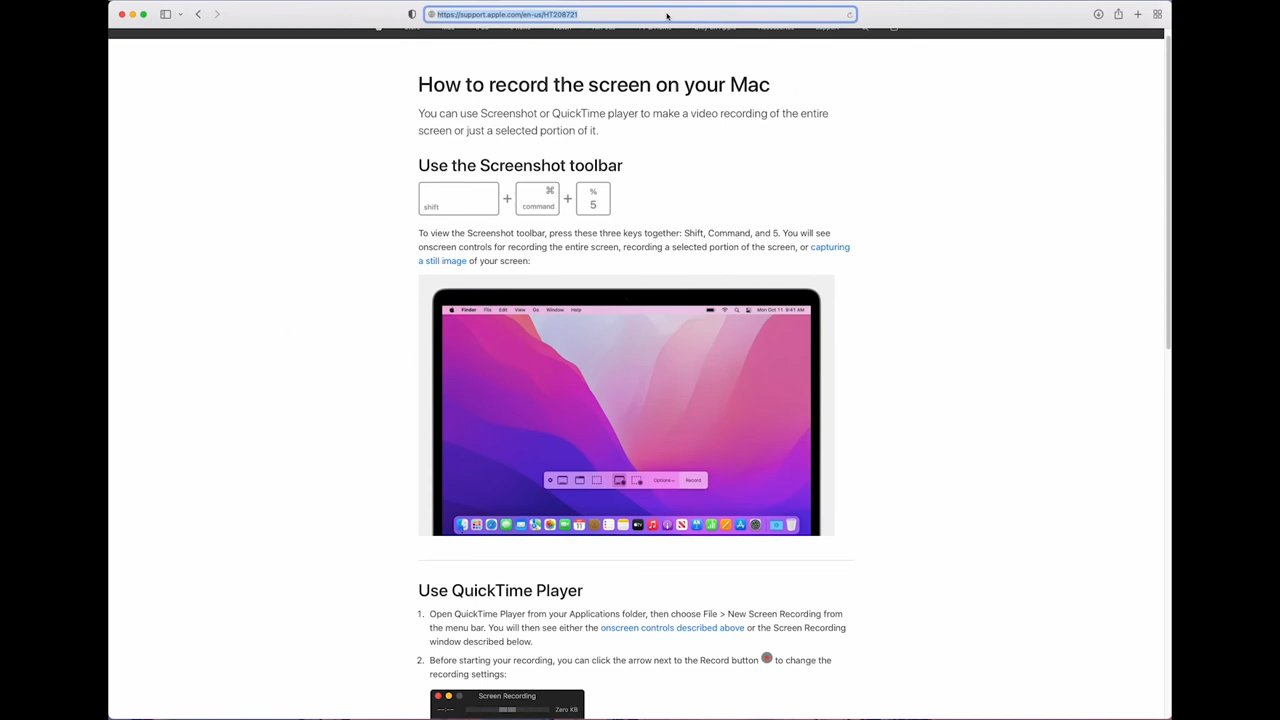 https://support.apple.com/en-us/HT208721
How to record the screen on your Mac
You can use Screenshot or QuickTime player to make a video recording of the entire
screen or just a selected portion of it.
Use the Screenshot toolbar
shift + ⌘ command + % 5
To view the Screenshot toolbar, press these three keys together: Shift, Command, and 5. You will see
onscreen controls for recording the entire screen, recording a selected portion of the screen, or capturing
a still image of your screen:
Finder File Edit View Go Window Help Mon Oct 11 9:41 AM
Options Record
Use QuickTime Player
1. Open QuickTime Player from your Applications folder, then choose File > New Screen Recording from
the menu bar. You will then see either the onscreen controls described above or the Screen Recording
window described below.
2. Before starting your recording, you can click the arrow next to the Record button to change the
recording settings:
Screen Recording
--:-- Zero KB